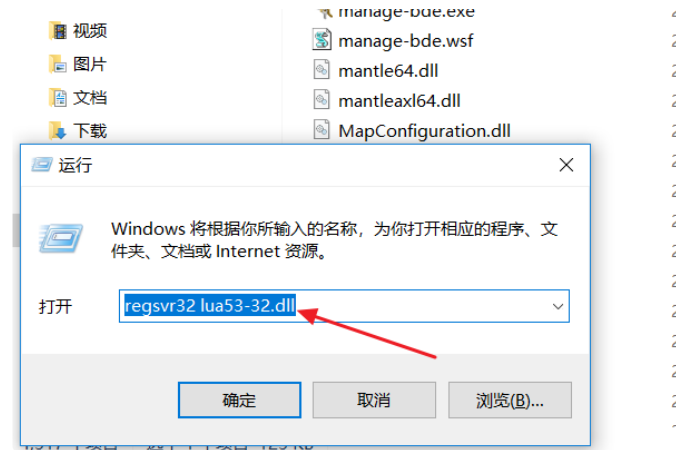 视频
图片
文档
下载
manage-bde.exe
manage-bde.wsf
mantle64.dll
mantleaxl64.dll
MapConfiguration.dll
运行
Windows 将根据你所输入的名称，为你打开相应的程序、文
件夹、文档或 Internet 资源。
打开
regsvr32 lua53-32.dll
确定
取消
浏览(B)...